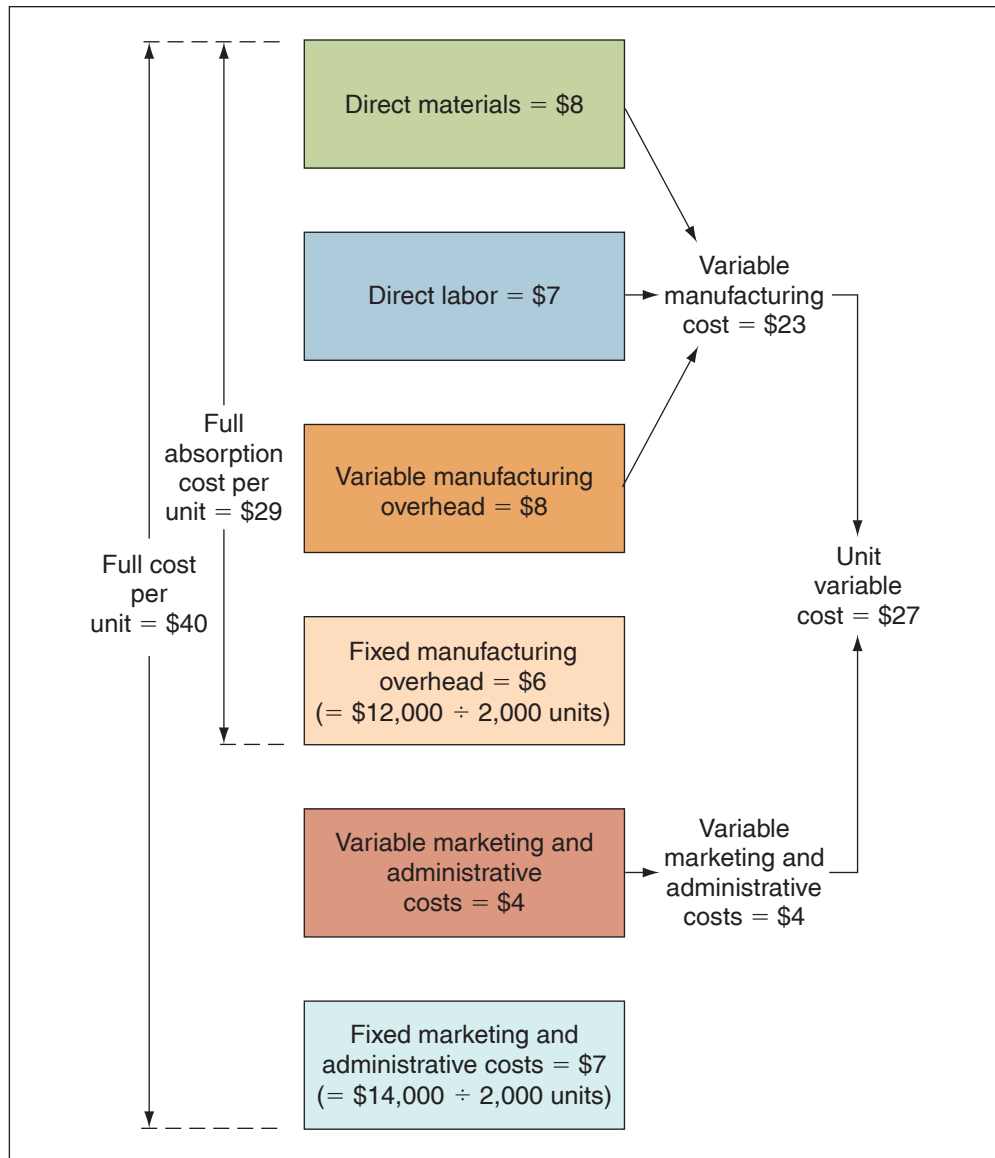 Direct materials = $8
Direct labor = $7
Variable
manufacturing
cost = $23
Full
absorption
cost per
unit = $29
Variable manufacturing
overhead = $8
Full cost
per
unit = $40
Unit
variable
cost = $27
Fixed manufacturing
overhead = $6
(= $12,000 ÷ 2,000 units)
Variable marketing and
administrative
costs = $4
Variable
marketing and
administrative
costs = $4
Fixed marketing and
administrative costs = $7
(= $14,000 ÷ 2,000 units)